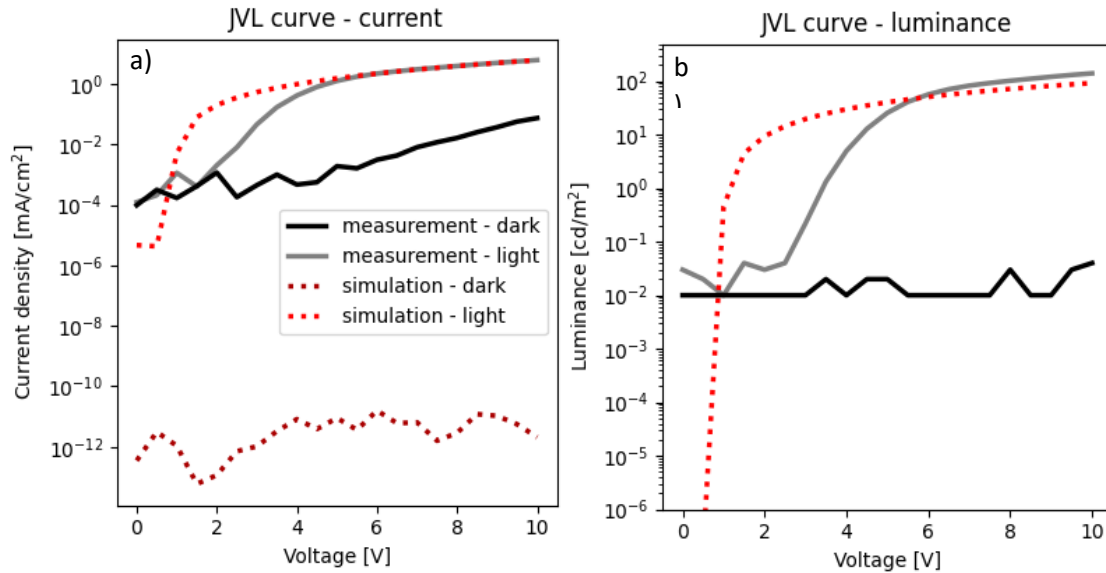 JVL curve - current
a)
10^0
10^-2
10^-4
10^-6
10^-8
10^-10
10^-12
Current density [mA/cm^2]
measurement - dark
measurement - light
simulation - dark
simulation - light
0 2 4 6 8 10
Voltage [V]
JVL curve - luminance
b
)
10^2
10^1
10^0
10^-1
10^-2
10^-3
10^-4
10^-5
10^-6
Luminance [cd/m^2]
0 2 4 6 8 10
Voltage [V]